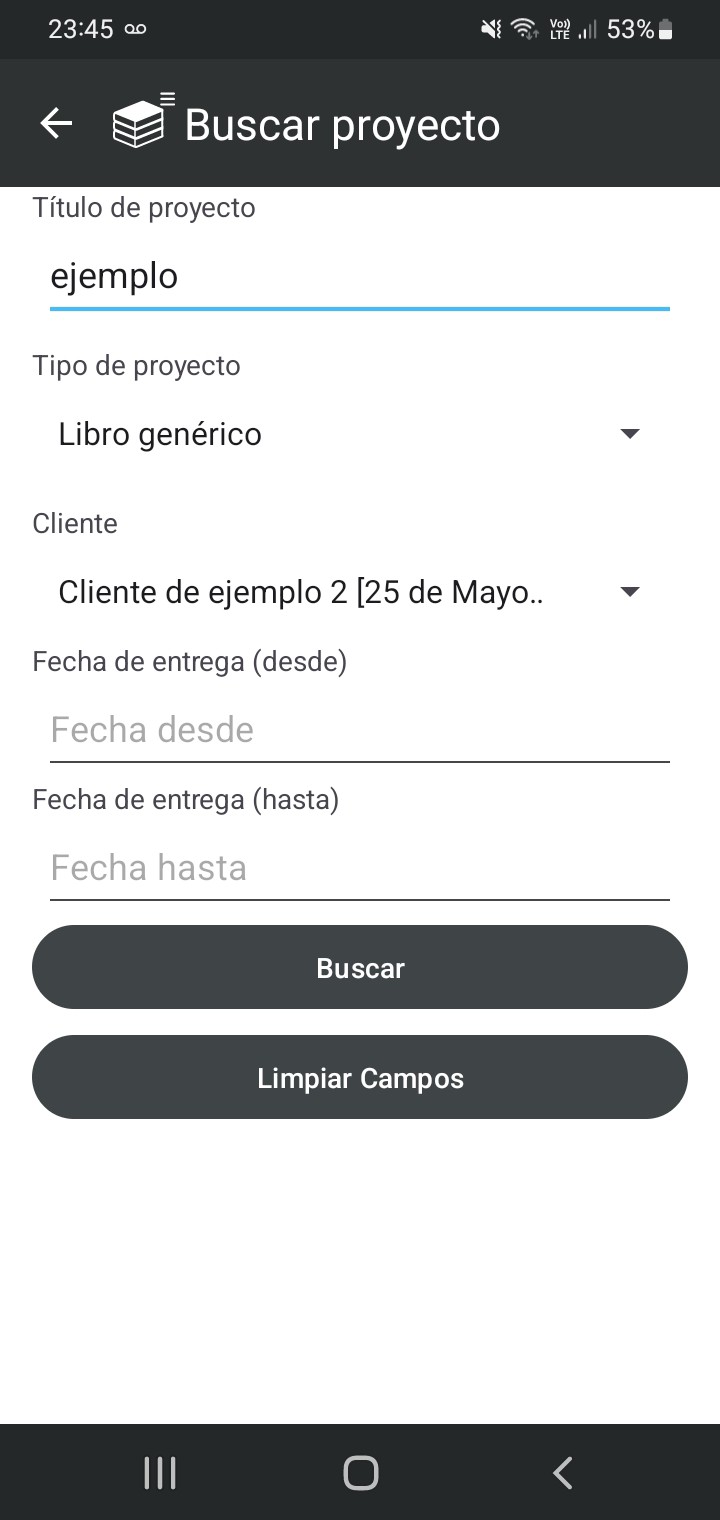 23:45
Vo)) LTE 53%
Buscar proyecto
Título de proyecto
ejemplo
Tipo de proyecto
Libro genérico
Cliente
Cliente de ejemplo 2 [25 de Mayo..
Fecha de entrega (desde)
Fecha desde
Fecha de entrega (hasta)
Fecha hasta
Buscar
Limpiar Campos